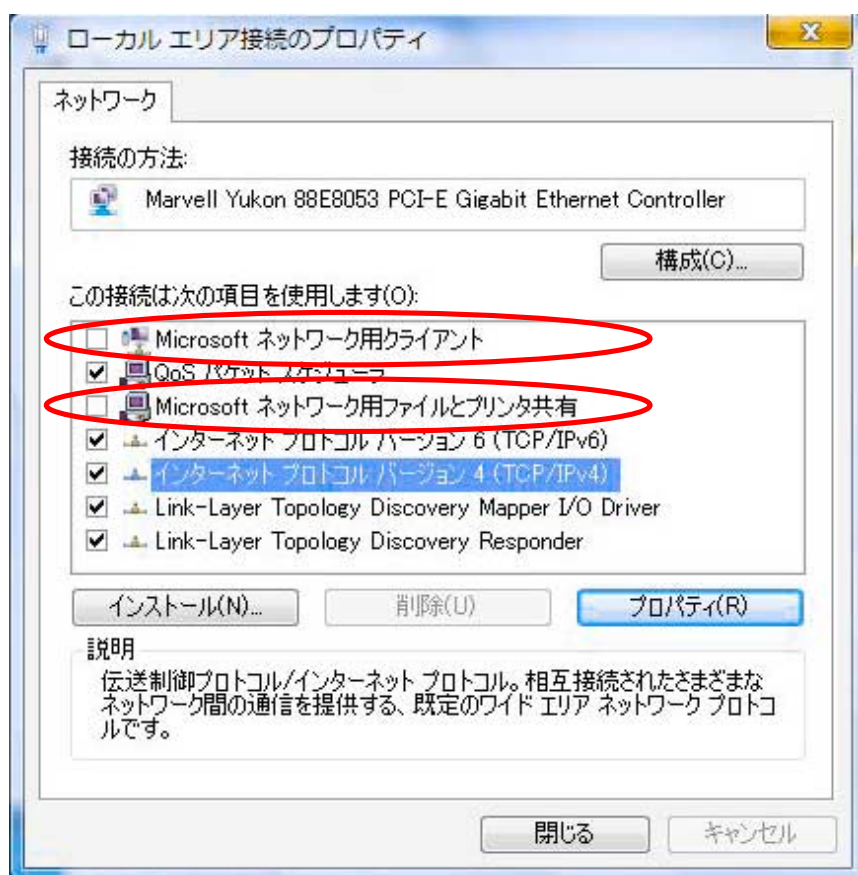 ローカル エリア接続のプロパティ
ネットワーク
接続の方法:
Marvell Yukon 88E8053 PCI-E Gigabit Ethernet Controller
構成(C)...
この接続は次の項目を使用します(O):
Microsoft ネットワーク用クライアント
QoS パケット スケジューラ
Microsoft ネットワーク用ファイルとプリンタ共有
インターネット プロトコル バージョン 6 (TCP/IPv6)
インターネット プロトコル バージョン 4 (TCP/IPv4)
Link-Layer Topology Discovery Mapper I/O Driver
Link-Layer Topology Discovery Responder
インストール(N)...
削除(U)
プロパティ(R)
説明
伝送制御プロトコル/インターネット プロトコル。相互接続されたさまざまな
ネットワーク間の通信を提供する、既定のワイド エリア ネットワーク プロトコ
ルです。
閉じる
キャンセル